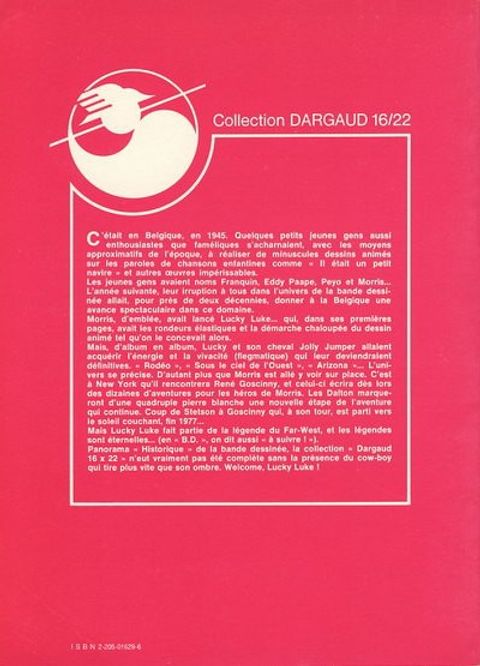 Collection DARGAUD 16/22
C'était en Belgique, en 1945. Quelques petits jeunes gens aussi
enthousiastes que faméliques s'acharnaient, avec les moyens
approximatifs de l'époque, à réaliser de minuscules dessins animés
sur les paroles de chansons enfantines comme « Il était un petit
navire » et autres œuvres impérissables.
Les jeunes gens avaient noms Franquin, Eddy Paape, Peyo et Morris...
L'année suivante, leur irruption à tous dans l'univers de la bande dessi-
née allait, pour près de deux décennies, donner à la Belgique une
avance spectaculaire dans ce domaine.
Morris, d'emblée, avait lancé Lucky Luke... qui, dans ses premières
pages, avait les rondeurs élastiques et la démarche chaloupée du dessin
animé tel qu'on le concevait alors.
Mais, d'album en album, Lucky et son cheval Jolly Jumper allaient
acquérir l'énergie et la vivacité (flegmatique) qui leur deviendraient
définitives. « Rodéo », « Sous le ciel de l'Ouest », « Arizona »... L'uni-
vers se précise. D'autant plus que Morris est allé y voir sur place. C'est
à New York qu'il rencontrera René Goscinny, et celui-ci écrira dès lors
des dizaines d'aventures pour les héros de Morris. Les Dalton marque-
ront d'une quadruple pierre blanche une nouvelle étape de l'aventure
qui continue. Coup de Stetson à Goscinny qui, à son tour, est parti vers
le soleil couchant, fin 1977...
Mais Lucky Luke fait partie de la légende du Far-West, et les légendes
sont éternelles... (en « B.D. », on dit aussi « à suivre ! »).
Panorama « Historique » de la bande dessinée, la collection « Dargaud
16 x 22 » n'eut vraiment pas été complète sans la présence du cow-boy
qui tire plus vite que son ombre. Welcome, Lucky Luke !
ISBN 2-205-01629-6